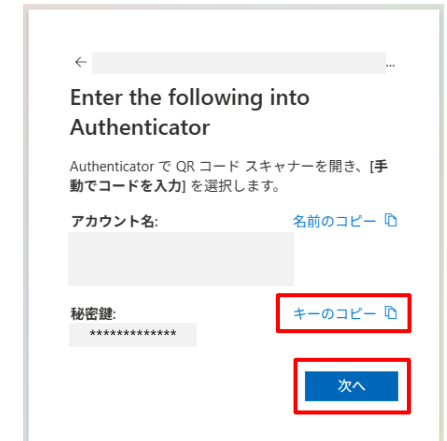 ←
...
Enter the following into
Authenticator
Authenticator で QR コード スキャナーを開き、[手
動でコードを入力] を選択します。
アカウント名: 名前のコピー
秘密鍵: キーのコピー
*************
次へ